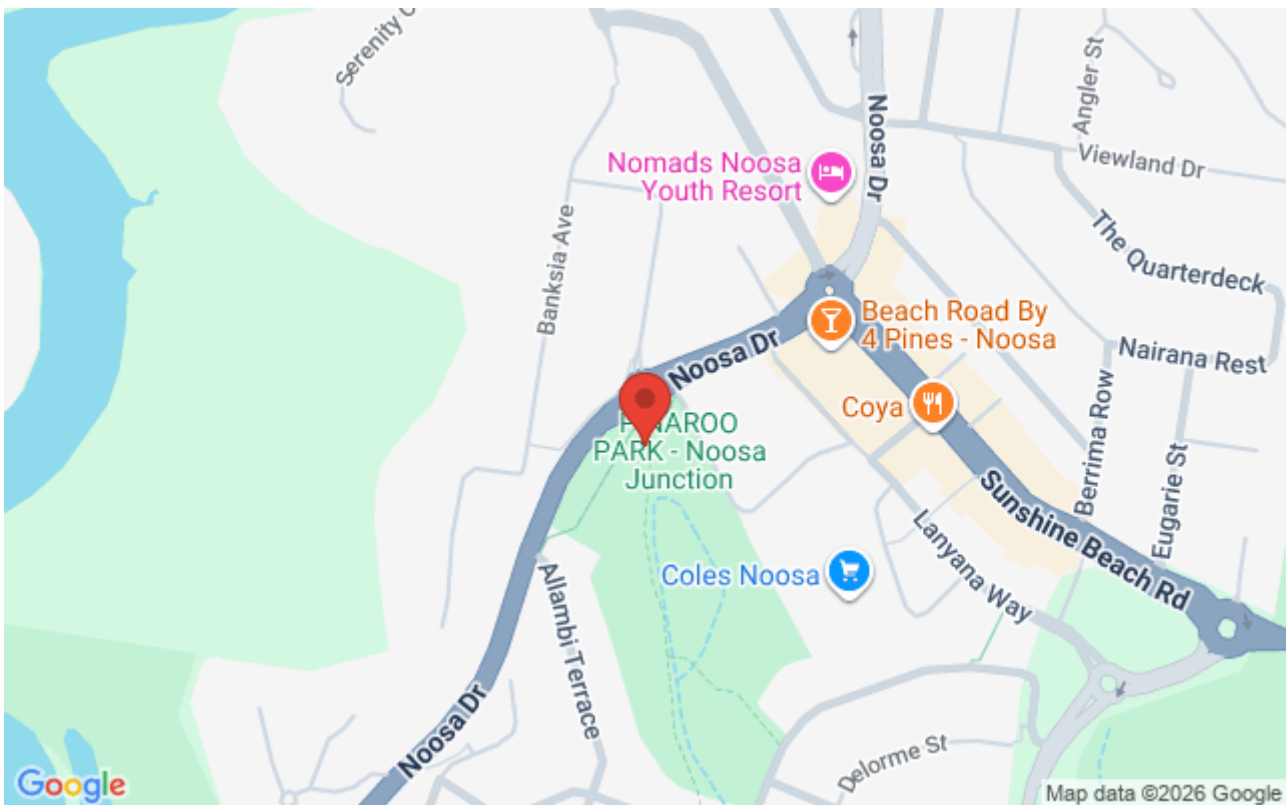 Serenity C
Angler St
Noosa Dr
Viewland Dr
Nomads Noosa
Youth Resort
Banksia Ave
The Quarterdeck
Beach Road By
4 Pines - Noosa
Noosa Dr
Nairana Rest
Coya
Berrima Row
PARK - Noosa
Junction
Eugarie St
Sunshine Beach Rd
Lanyana Way
Coles Noosa
Allambi Terrace
Noosa Dr
Delorme St
Google
Map data ©2026 Google